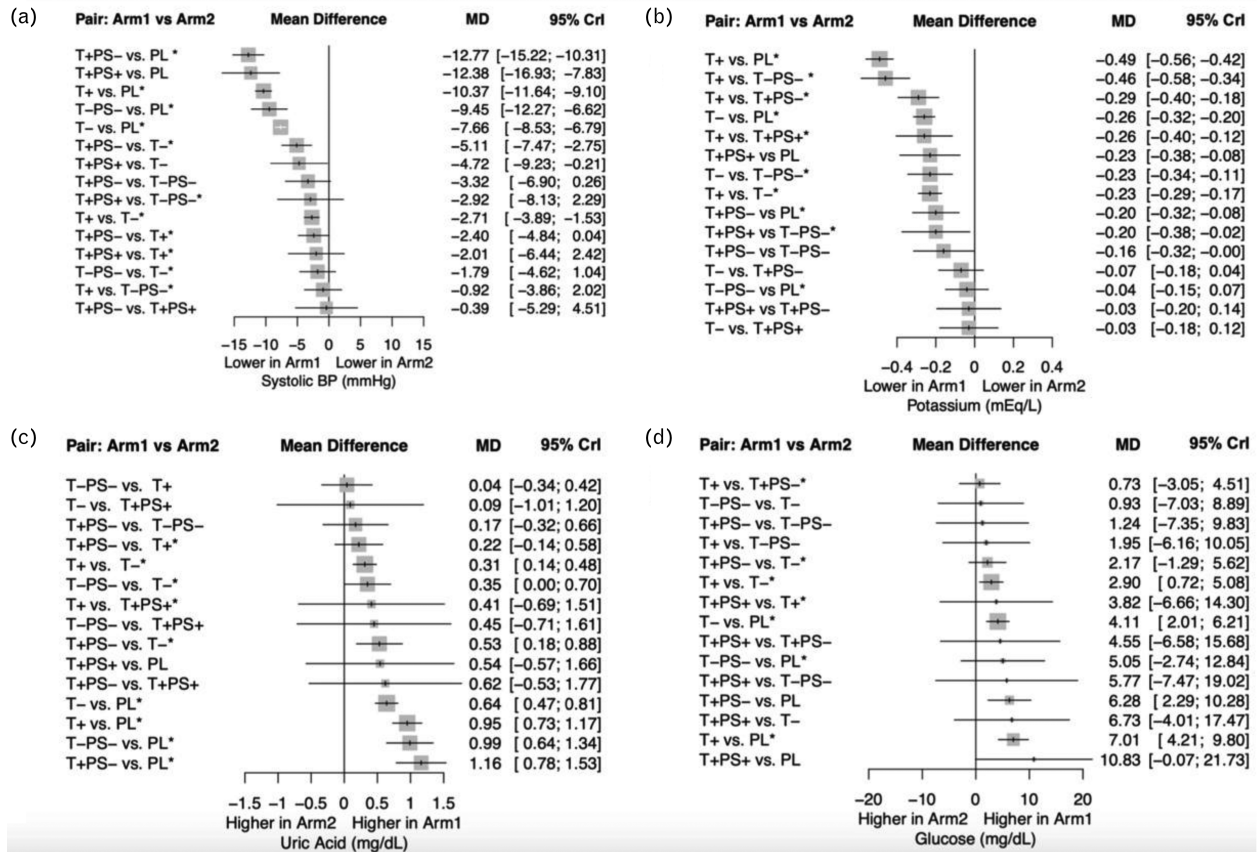 (a)
Pair: Arm1 vs Arm2 Mean Difference MD 95% CrI
T+PS− vs. PL * −12.77 [−15.22; −10.31]
T+PS+ vs. PL −12.38 [−16.93; −7.83]
T+ vs. PL* −10.37 [−11.64; −9.10]
T−PS− vs. PL* −9.45 [−12.27; −6.62]
T− vs. PL* −7.66 [ −8.53; −6.79]
T+PS− vs. T−* −5.11 [ −7.47; −2.75]
T+PS+ vs. T− −4.72 [ −9.23; −0.21]
T+PS− vs. T−PS− −3.32 [ −6.90; 0.26]
T+PS+ vs. T−PS−* −2.92 [ −8.13; 2.29]
T+ vs. T−* −2.71 [ −3.89; −1.53]
T+PS− vs. T+* −2.40 [ −4.84; 0.04]
T+PS+ vs. T+* −2.01 [ −6.44; 2.42]
T−PS− vs. T−* −1.79 [ −4.62; 1.04]
T+ vs. T−PS−* −0.92 [ −3.86; 2.02]
T+PS− vs. T+PS+ −0.39 [ −5.29; 4.51]
−15 −10 −5 0 5 10 15
Lower in Arm1 Lower in Arm2
Systolic BP (mmHg)
(b)
Pair: Arm1 vs Arm2 Mean Difference MD 95% CrI
T+ vs. PL* −0.49 [−0.56; −0.42]
T+ vs. T−PS− * −0.46 [−0.58; −0.34]
T+ vs. T+PS−* −0.29 [−0.40; −0.18]
T− vs. PL* −0.26 [−0.32; −0.20]
T+ vs. T+PS+* −0.26 [−0.40; −0.12]
T+PS+ vs PL −0.23 [−0.38; −0.08]
T− vs. T−PS−* −0.23 [−0.34; −0.11]
T+ vs. T−* −0.23 [−0.29; −0.17]
T+PS− vs PL* −0.20 [−0.32; −0.08]
T+PS+ vs T−PS−* −0.20 [−0.38; −0.02]
T+PS− vs T−PS− −0.16 [−0.32; −0.00]
T− vs. T+PS− −0.07 [−0.18; 0.04]
T−PS− vs PL* −0.04 [−0.15; 0.07]
T+PS+ vs T+PS− −0.03 [−0.20; 0.14]
T− vs. T+PS+ −0.03 [−0.18; 0.12]
−0.4 −0.2 0 0.2 0.4
Lower in Arm1 Lower in Arm2
Potassium (mEq/L)
(c)
Pair: Arm1 vs Arm2 Mean Difference MD 95% CrI
T−PS− vs. T+ 0.04 [−0.34; 0.42]
T− vs. T+PS+ 0.09 [−1.01; 1.20]
T+PS− vs. T−PS− 0.17 [−0.32; 0.66]
T+PS− vs. T+* 0.22 [−0.14; 0.58]
T+ vs. T−* 0.31 [ 0.14; 0.48]
T−PS− vs. T−* 0.35 [ 0.00; 0.70]
T+ vs. T+PS+* 0.41 [−0.69; 1.51]
T−PS− vs. T+PS+ 0.45 [−0.71; 1.61]
T+PS− vs. T−* 0.53 [ 0.18; 0.88]
T+PS+ vs. PL 0.54 [−0.57; 1.66]
T+PS− vs. T+PS+ 0.62 [−0.53; 1.77]
T− vs. PL* 0.64 [ 0.47; 0.81]
T+ vs. PL* 0.95 [ 0.73; 1.17]
T−PS− vs. PL* 0.99 [ 0.64; 1.34]
T+PS− vs. PL* 1.16 [ 0.78; 1.53]
−1.5 −1 0 0.5 1 1.5
Higher in Arm2 Higher in Arm1
Uric Acid (mg/dL)
(d)
Pair: Arm1 vs Arm2 Mean Difference MD 95% CrI
T+ vs. T+PS−* 0.73 [−3.05; 4.51]
T−PS− vs. T− 0.93 [−7.03; 8.89]
T+PS− vs. T−PS− 1.24 [−7.35; 9.83]
T+ vs. T−PS− 1.95 [−6.16; 10.05]
T+PS− vs. T−* 2.17 [−1.29; 5.62]
T+ vs. T−* 2.90 [ 0.72; 5.08]
T+PS+ vs. T+* 3.82 [−6.66; 14.30]
T− vs. PL* 4.11 [ 2.01; 6.21]
T+PS+ vs. T+PS− 4.55 [−6.58; 15.68]
T−PS− vs. PL* 5.05 [−2.74; 12.84]
T+PS+ vs. T−PS− 5.77 [−7.47; 19.02]
T+PS− vs. PL 6.28 [ 2.29; 10.28]
T+PS+ vs. T− 6.73 [−4.01; 17.47]
T+ vs. PL* 7.01 [ 4.21; 9.80]
T+PS+ vs. PL 10.83 [−0.07; 21.73]
−20 −10 0 10 20
Higher in Arm2 Higher in Arm1
Glucose (mg/dL)